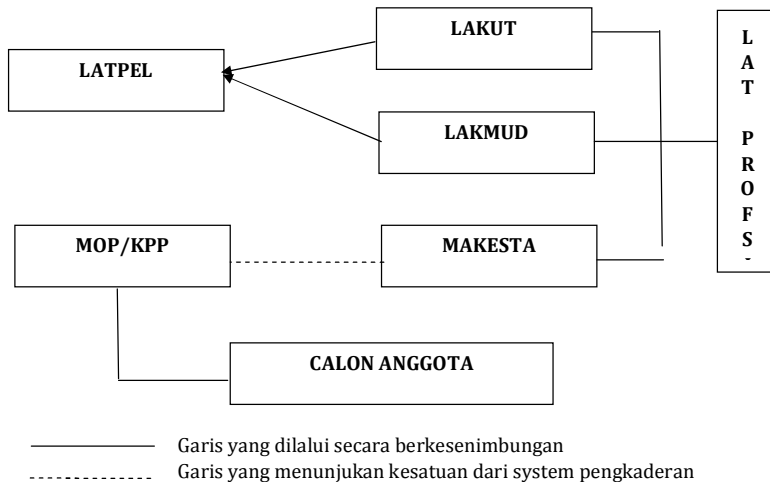 LAKUT
LATPEL
LAKMUD
MOP/KPP
MAKESTA
CALON ANGGOTA
L
A
T
P
R
O
F
S
Garis yang dilalui secara berkesenimbungan
Garis yang menunjukan kesatuan dari system pengkaderan